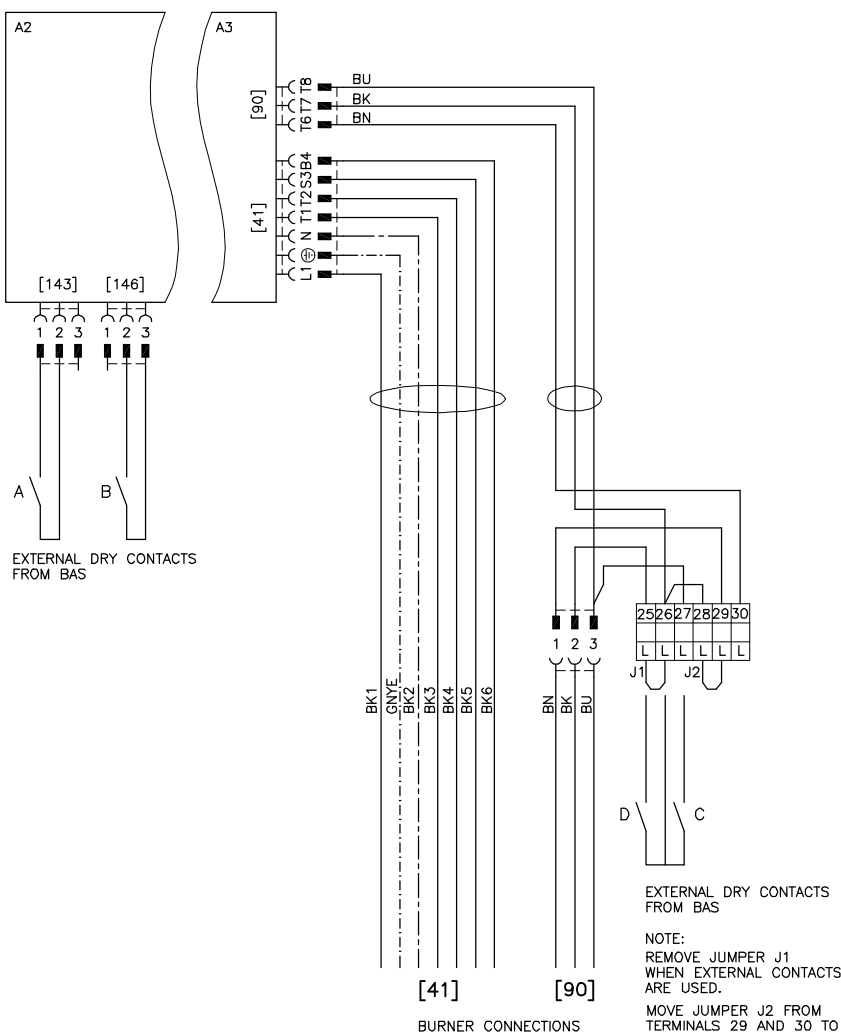 A2
A3
[90]
T8
T7
T6
BU
BK
BN
[41]
B4
S3
T2
T1
N
L1
[143]
[146]
1 2 3
1 2 3
A
B
EXTERNAL DRY CONTACTS
FROM BAS
25 26 27 28 29 30
L L L L L L
J1
J2
1 2 3
BK1
GNYE
BK2
BK3
BK4
BK5
BK6
BN
BK
BU
D
C
EXTERNAL DRY CONTACTS
FROM BAS
NOTE:
REMOVE JUMPER J1
WHEN EXTERNAL CONTACTS
ARE USED.
MOVE JUMPER J2 FROM
TERMINALS 29 AND 30 TO
[41]
[90]
BURNER CONNECTIONS